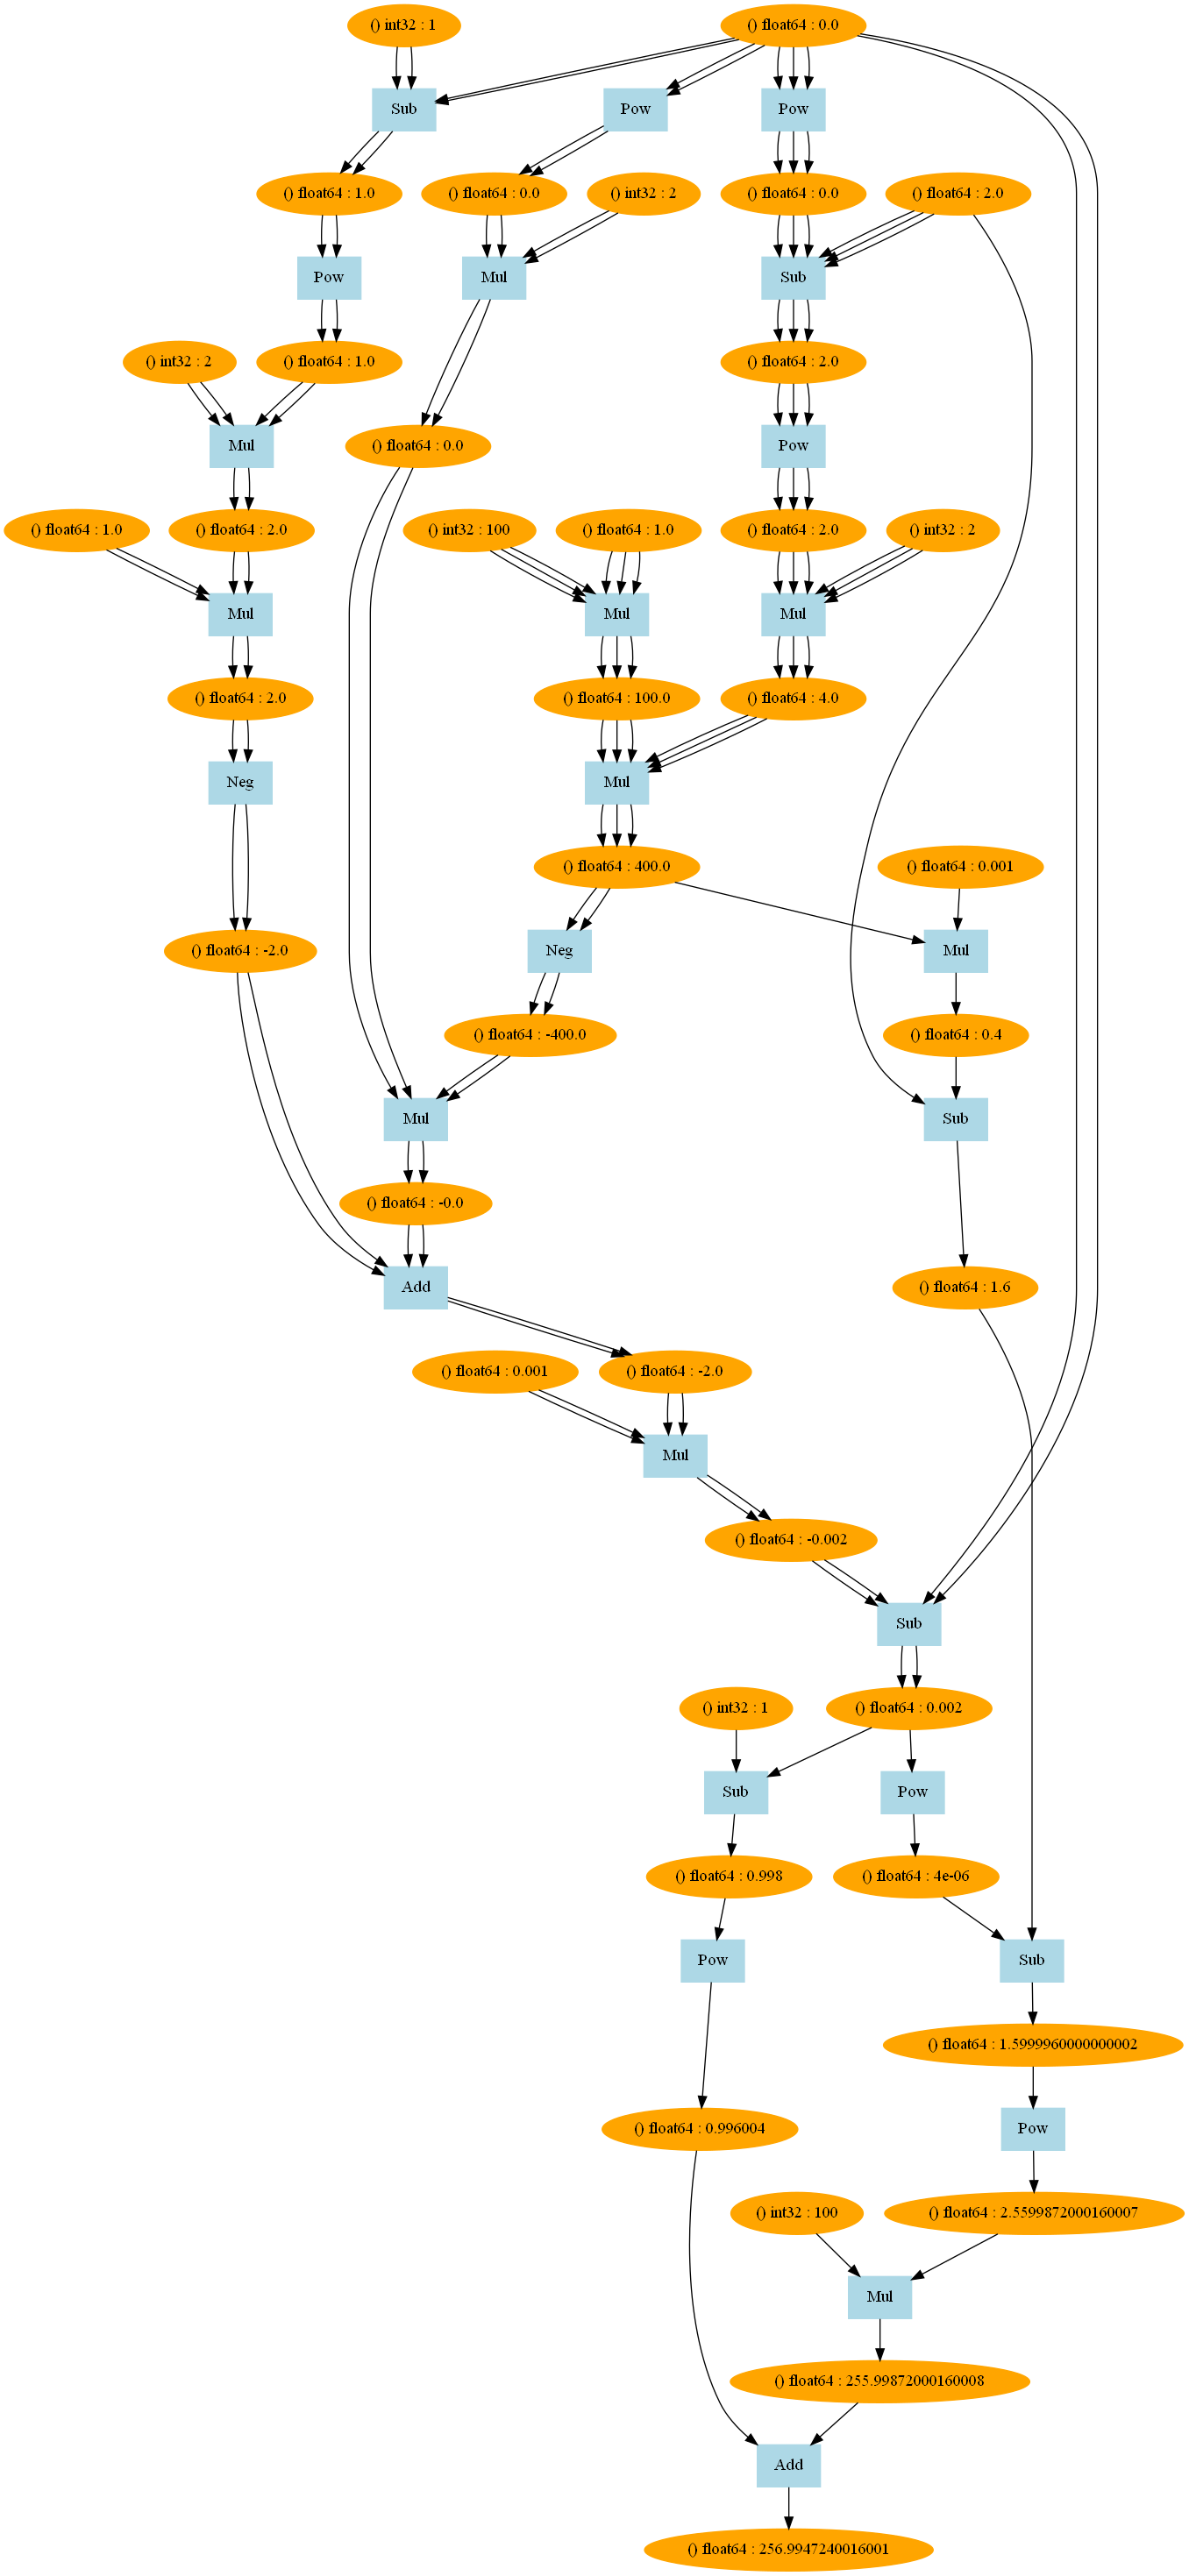 () int32 : 1
() float64 : 0.0
Sub
Pow
Pow
() float64 : 1.0
() float64 : 0.0
() int32 : 2
() float64 : 0.0
() float64 : 2.0
Pow
Mul
Sub
() int32 : 2
() float64 : 1.0
() float64 : 2.0
Mul
() float64 : 0.0
Pow
() float64 : 1.0
() float64 : 2.0
() int32 : 100
() float64 : 1.0
() float64 : 2.0
() int32 : 2
Mul
Mul
Mul
() float64 : 2.0
() float64 : 100.0
() float64 : 4.0
Neg
Mul
() float64 : 400.0
() float64 : 0.001
() float64 : -2.0
Neg
Mul
() float64 : -400.0
() float64 : 0.4
Mul
Sub
() float64 : -0.0
Add
() float64 : 1.6
() float64 : 0.001
() float64 : -2.0
Mul
() float64 : -0.002
Sub
() int32 : 1
() float64 : 0.002
Sub
Pow
() float64 : 0.998
() float64 : 4e-06
Pow
Sub
() float64 : 1.5999960000000002
() float64 : 0.996004
Pow
() int32 : 100
() float64 : 2.5599872000160007
Mul
() float64 : 255.99872000160008
Add
() float64 : 256.9947240016001